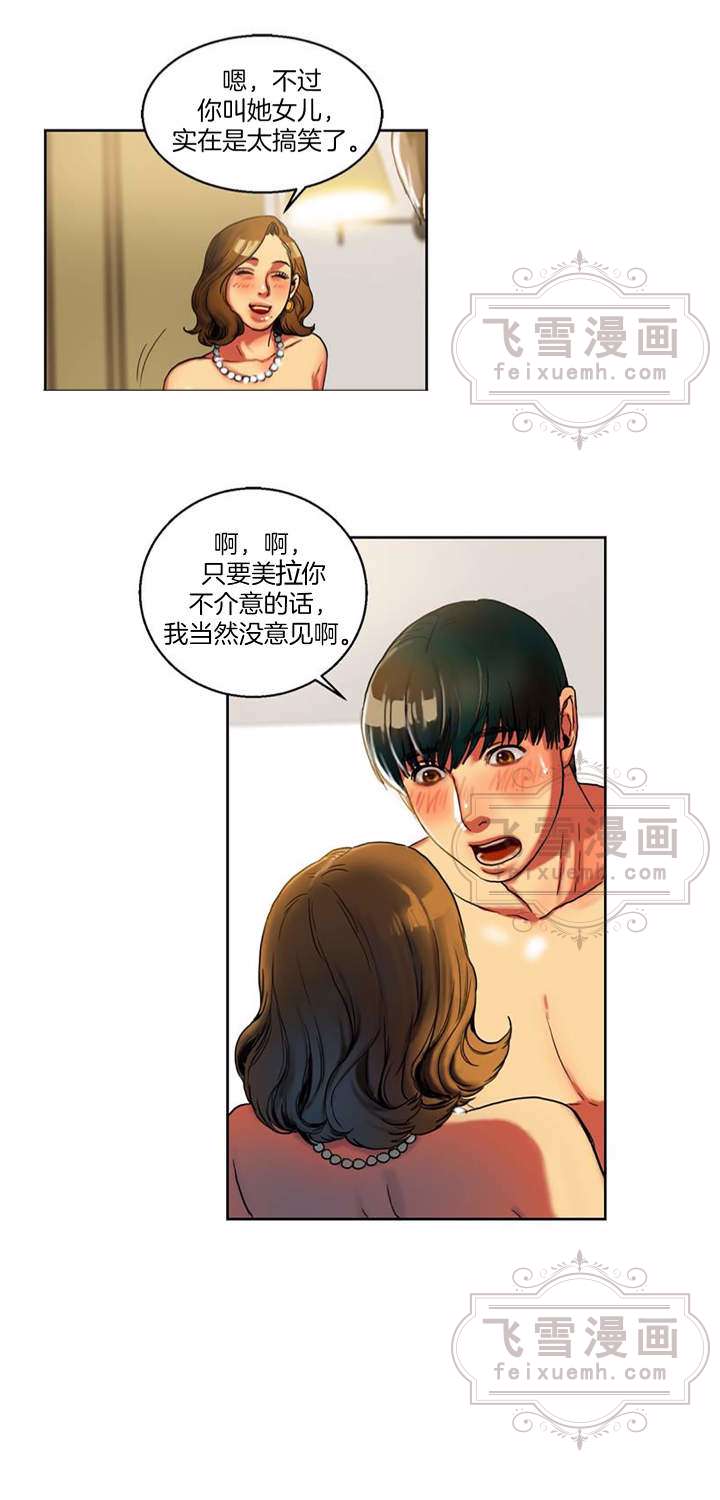 嗯，不过
你叫她女儿，
实在是太搞笑了。
飞雪漫画
feixuemh.com
啊，啊，
只要美拉你
不介意的话，
我当然没意见啊。
飞雪漫画
feixuemh.com
飞雪漫画
feixuemh.com